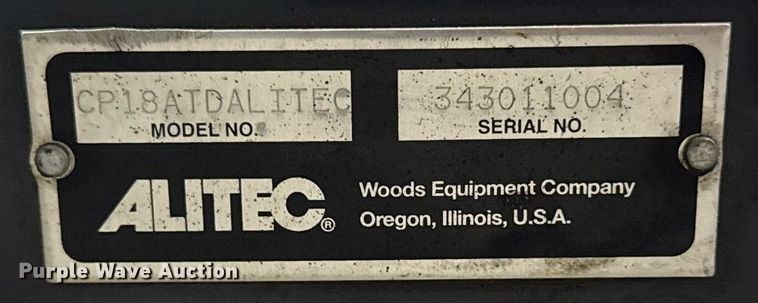 CP18ATDALITEC 343011004
MODEL NO. SERIAL NO.
ALITEC® Woods Equipment Company
Oregon, Illinois, U.S.A.
Purple Wave Auction